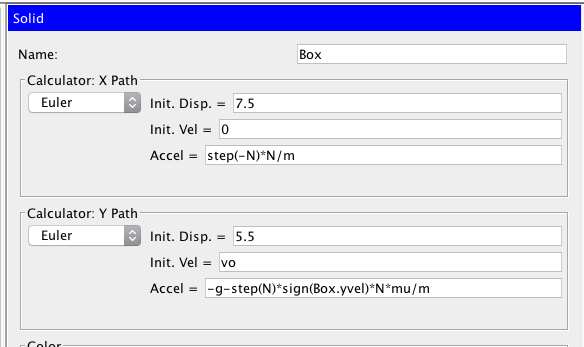 Solid
Name: Box
Calculator: X Path
Euler Init. Disp. = 7.5
Init. Vel = 0
Accel = step(-N)*N/m
Calculator: Y Path
Euler Init. Disp. = 5.5
Init. Vel = vo
Accel = -g-step(N)*sign(Box.yvel)*N*mu/m
Color